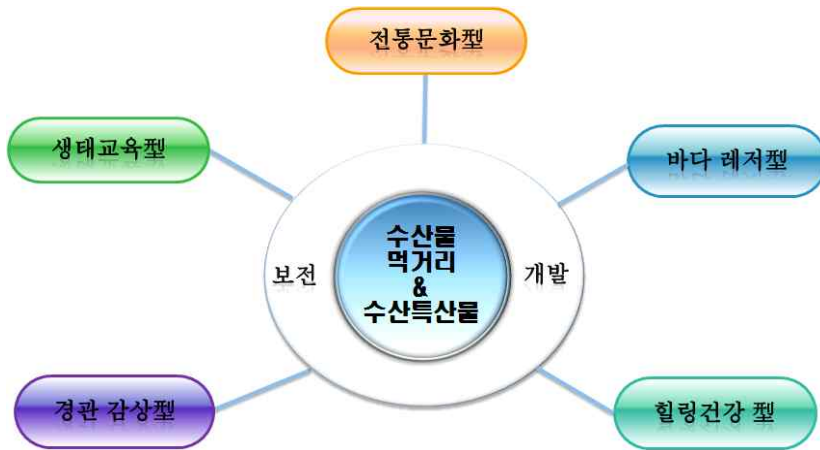 전통문화型
생태교육型
바다 레저型
보전
수산물
먹거리
&
수산특산물
개발
경관 감상型
힐링건강 型